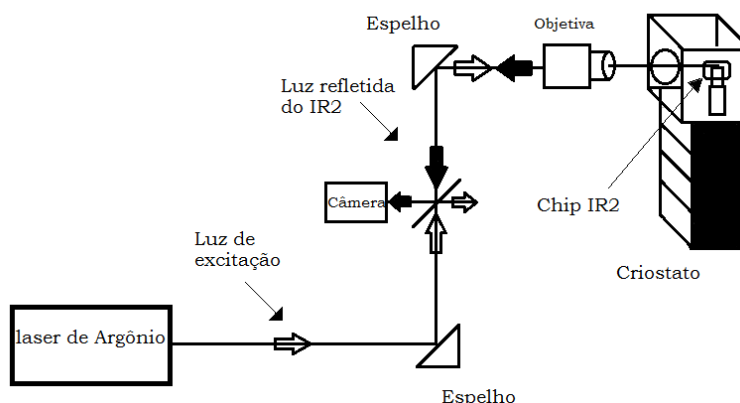 Espelho
Objetiva
Luz refletida
do IR2
Câmera
Chip IR2
Luz de
excitação
Criostato
laser de Argônio
Espelho